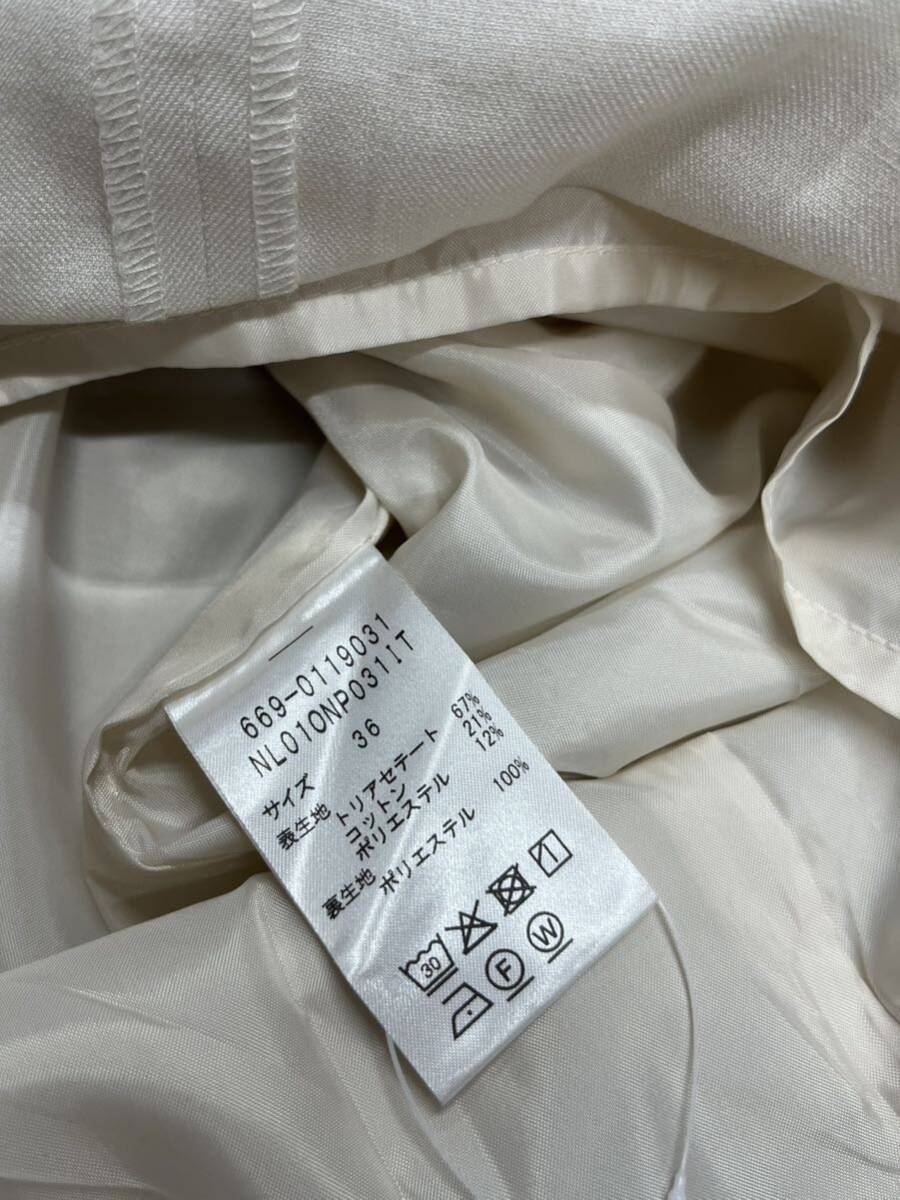 669-0119031
NL010NP0311T
サイズ 36
表生地 トリアセテート 67%
コットン 21%
ポリエステル 12%
裏生地 ポリエステル 100%
30
F W